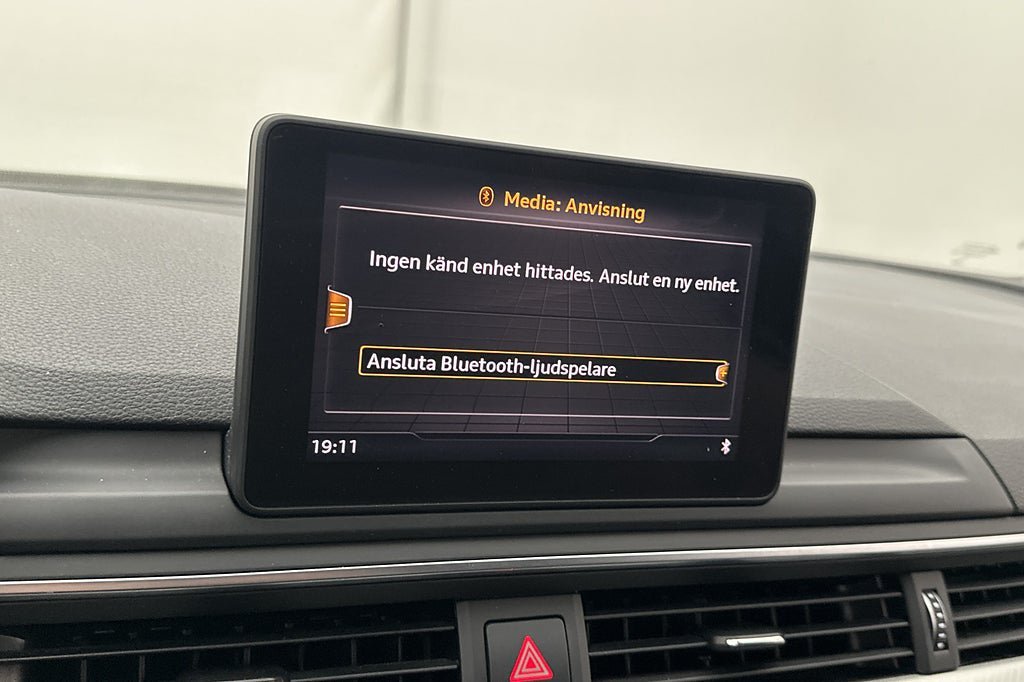 Media: Anvisning
Ingen känd enhet hittades. Anslut en ny enhet.
Ansluta Bluetooth-ljudspelare
19:11